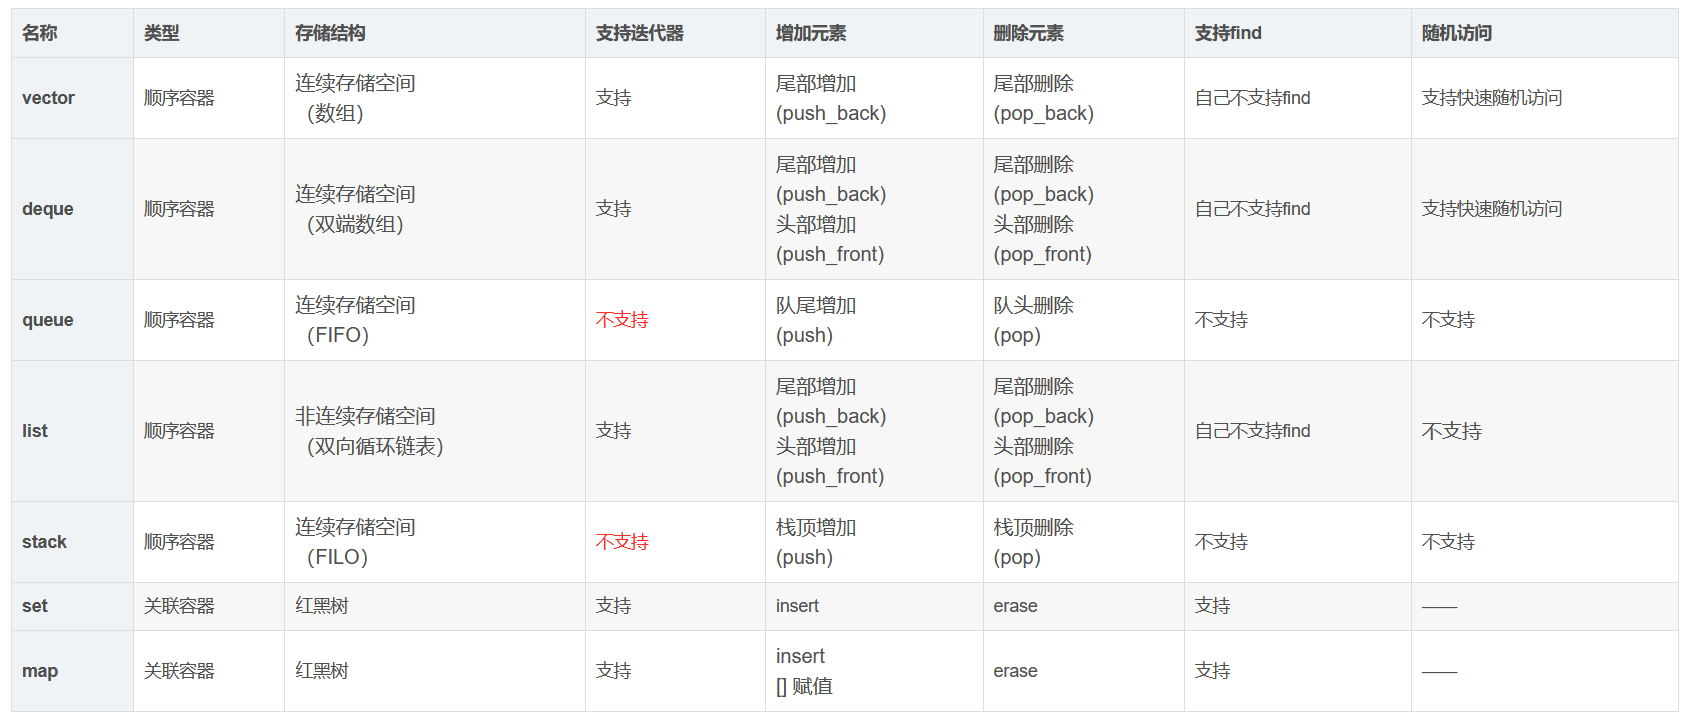 名称 类型 存储结构 支持迭代器 增加元素 删除元素 支持find 随机访问
vector 顺序容器 连续存储空间 支持 尾部增加 尾部删除 自己不支持find 支持快速随机访问
（数组） (push_back) (pop_back)
deque 顺序容器 连续存储空间 支持 尾部增加 尾部删除 自己不支持find 支持快速随机访问
（双端数组） (push_back) (pop_back)
头部增加 头部删除
(push_front) (pop_front)
queue 顺序容器 连续存储空间 不支持 队尾增加 队头删除 不支持 不支持
（FIFO） (push) (pop)
list 顺序容器 非连续存储空间 支持 尾部增加 尾部删除 自己不支持find 不支持
（双向循环链表） (push_back) (pop_back)
头部增加 头部删除
(push_front) (pop_front)
stack 顺序容器 连续存储空间 不支持 栈顶增加 栈顶删除 不支持 不支持
（FILO） (push) (pop)
set 关联容器 红黑树 支持 insert erase 支持 ——
map 关联容器 红黑树 支持 insert erase 支持 ——
[] 赋值